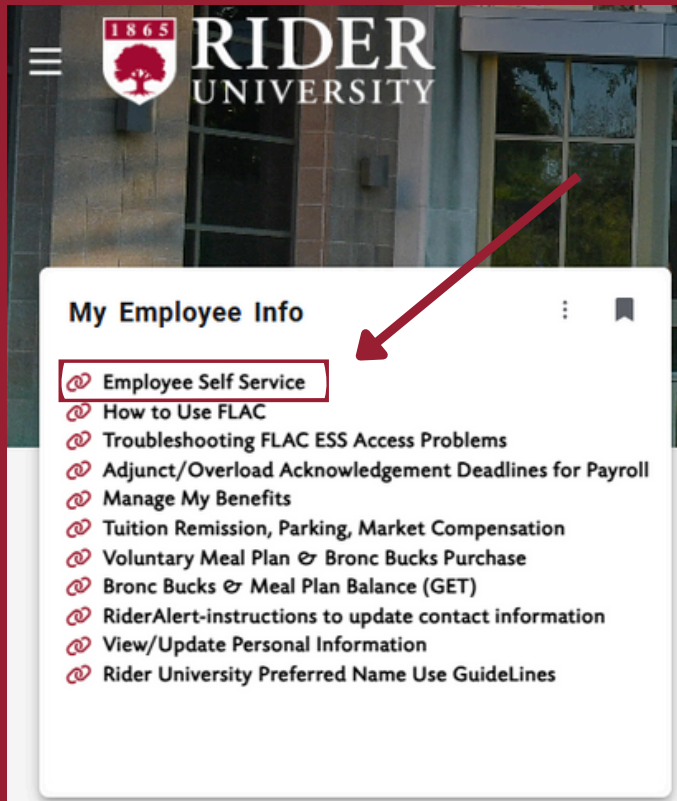 1865
RIDER
UNIVERSITY
My Employee Info
Employee Self Service
How to Use FLAC
Troubleshooting FLAC ESS Access Problems
Adjunct/Overload Acknowledgement Deadlines for Payroll
Manage My Benefits
Tuition Remission, Parking, Market Compensation
Voluntary Meal Plan & Bronc Bucks Purchase
Bronc Bucks & Meal Plan Balance (GET)
RiderAlert-instructions to update contact information
View/Update Personal Information
Rider University Preferred Name Use GuideLines